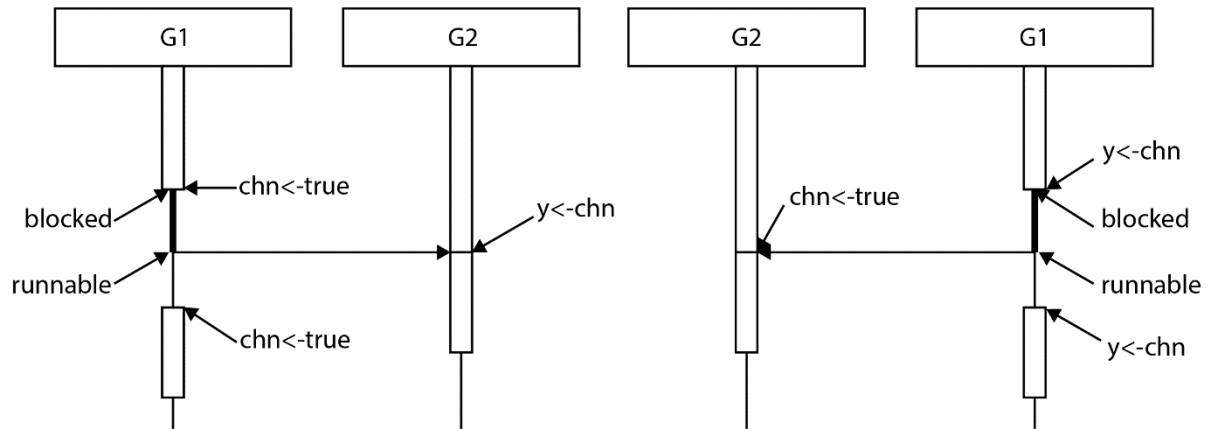 G1
G2
G2
G1
chn<-true
blocked
y<-chn
runnable
chn<-true
chn<-true
y<-chn
blocked
runnable
y<-chn